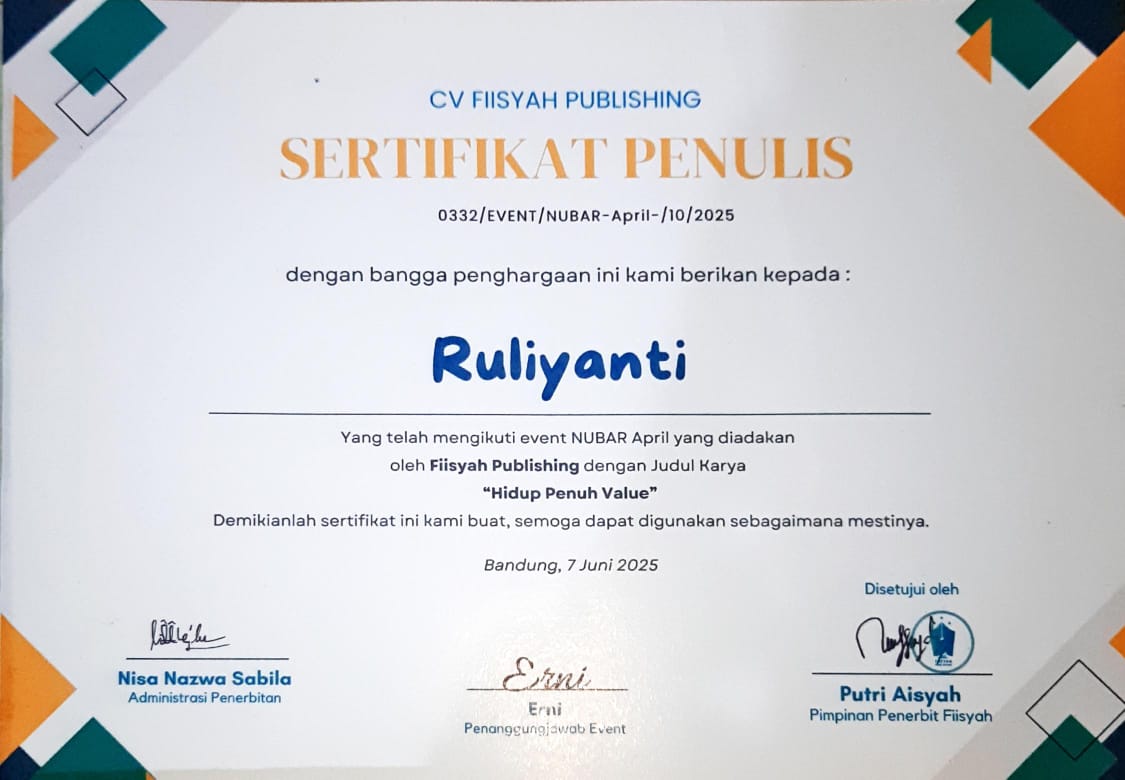 CV FIISYAH PUBLISHING
SERTIFIKAT PENULIS
0332/EVENT/NUBAR-April-/10/2025
dengan bangga penghargaan ini kami berikan kepada :
Ruliyanti
Yang telah mengikuti event NUBAR April yang diadakan
oleh Fiisyah Publishing dengan Judul Karya
“Hidup Penuh Value”
Demikianlah sertifikat ini kami buat, semoga dapat digunakan sebagaimana mestinya.
Bandung, 7 Juni 2025
Disetujui oleh
Nisa Nazwa Sabila
Administrasi Penerbitan
Erni
Erni
Penanggungjawab Event
Putri Aisyah
Pimpinan Penerbit Fiisyah